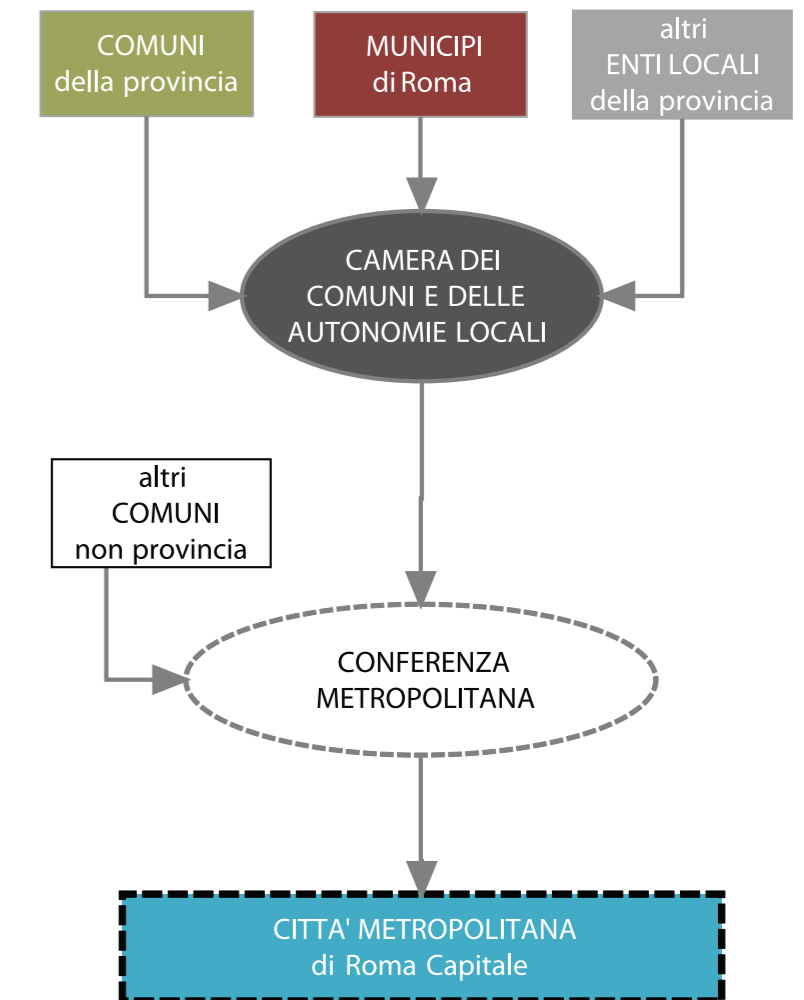 COMUNI
della provincia
MUNICIPI
di Roma
altri
ENTI LOCALI
della provincia
CAMERA DEI
COMUNI E DELLE
AUTONOMIE LOCALI
altri
COMUNI
non provincia
CONFERENZA
METROPOLITANA
CITTA' METROPOLITANA
di Roma Capitale